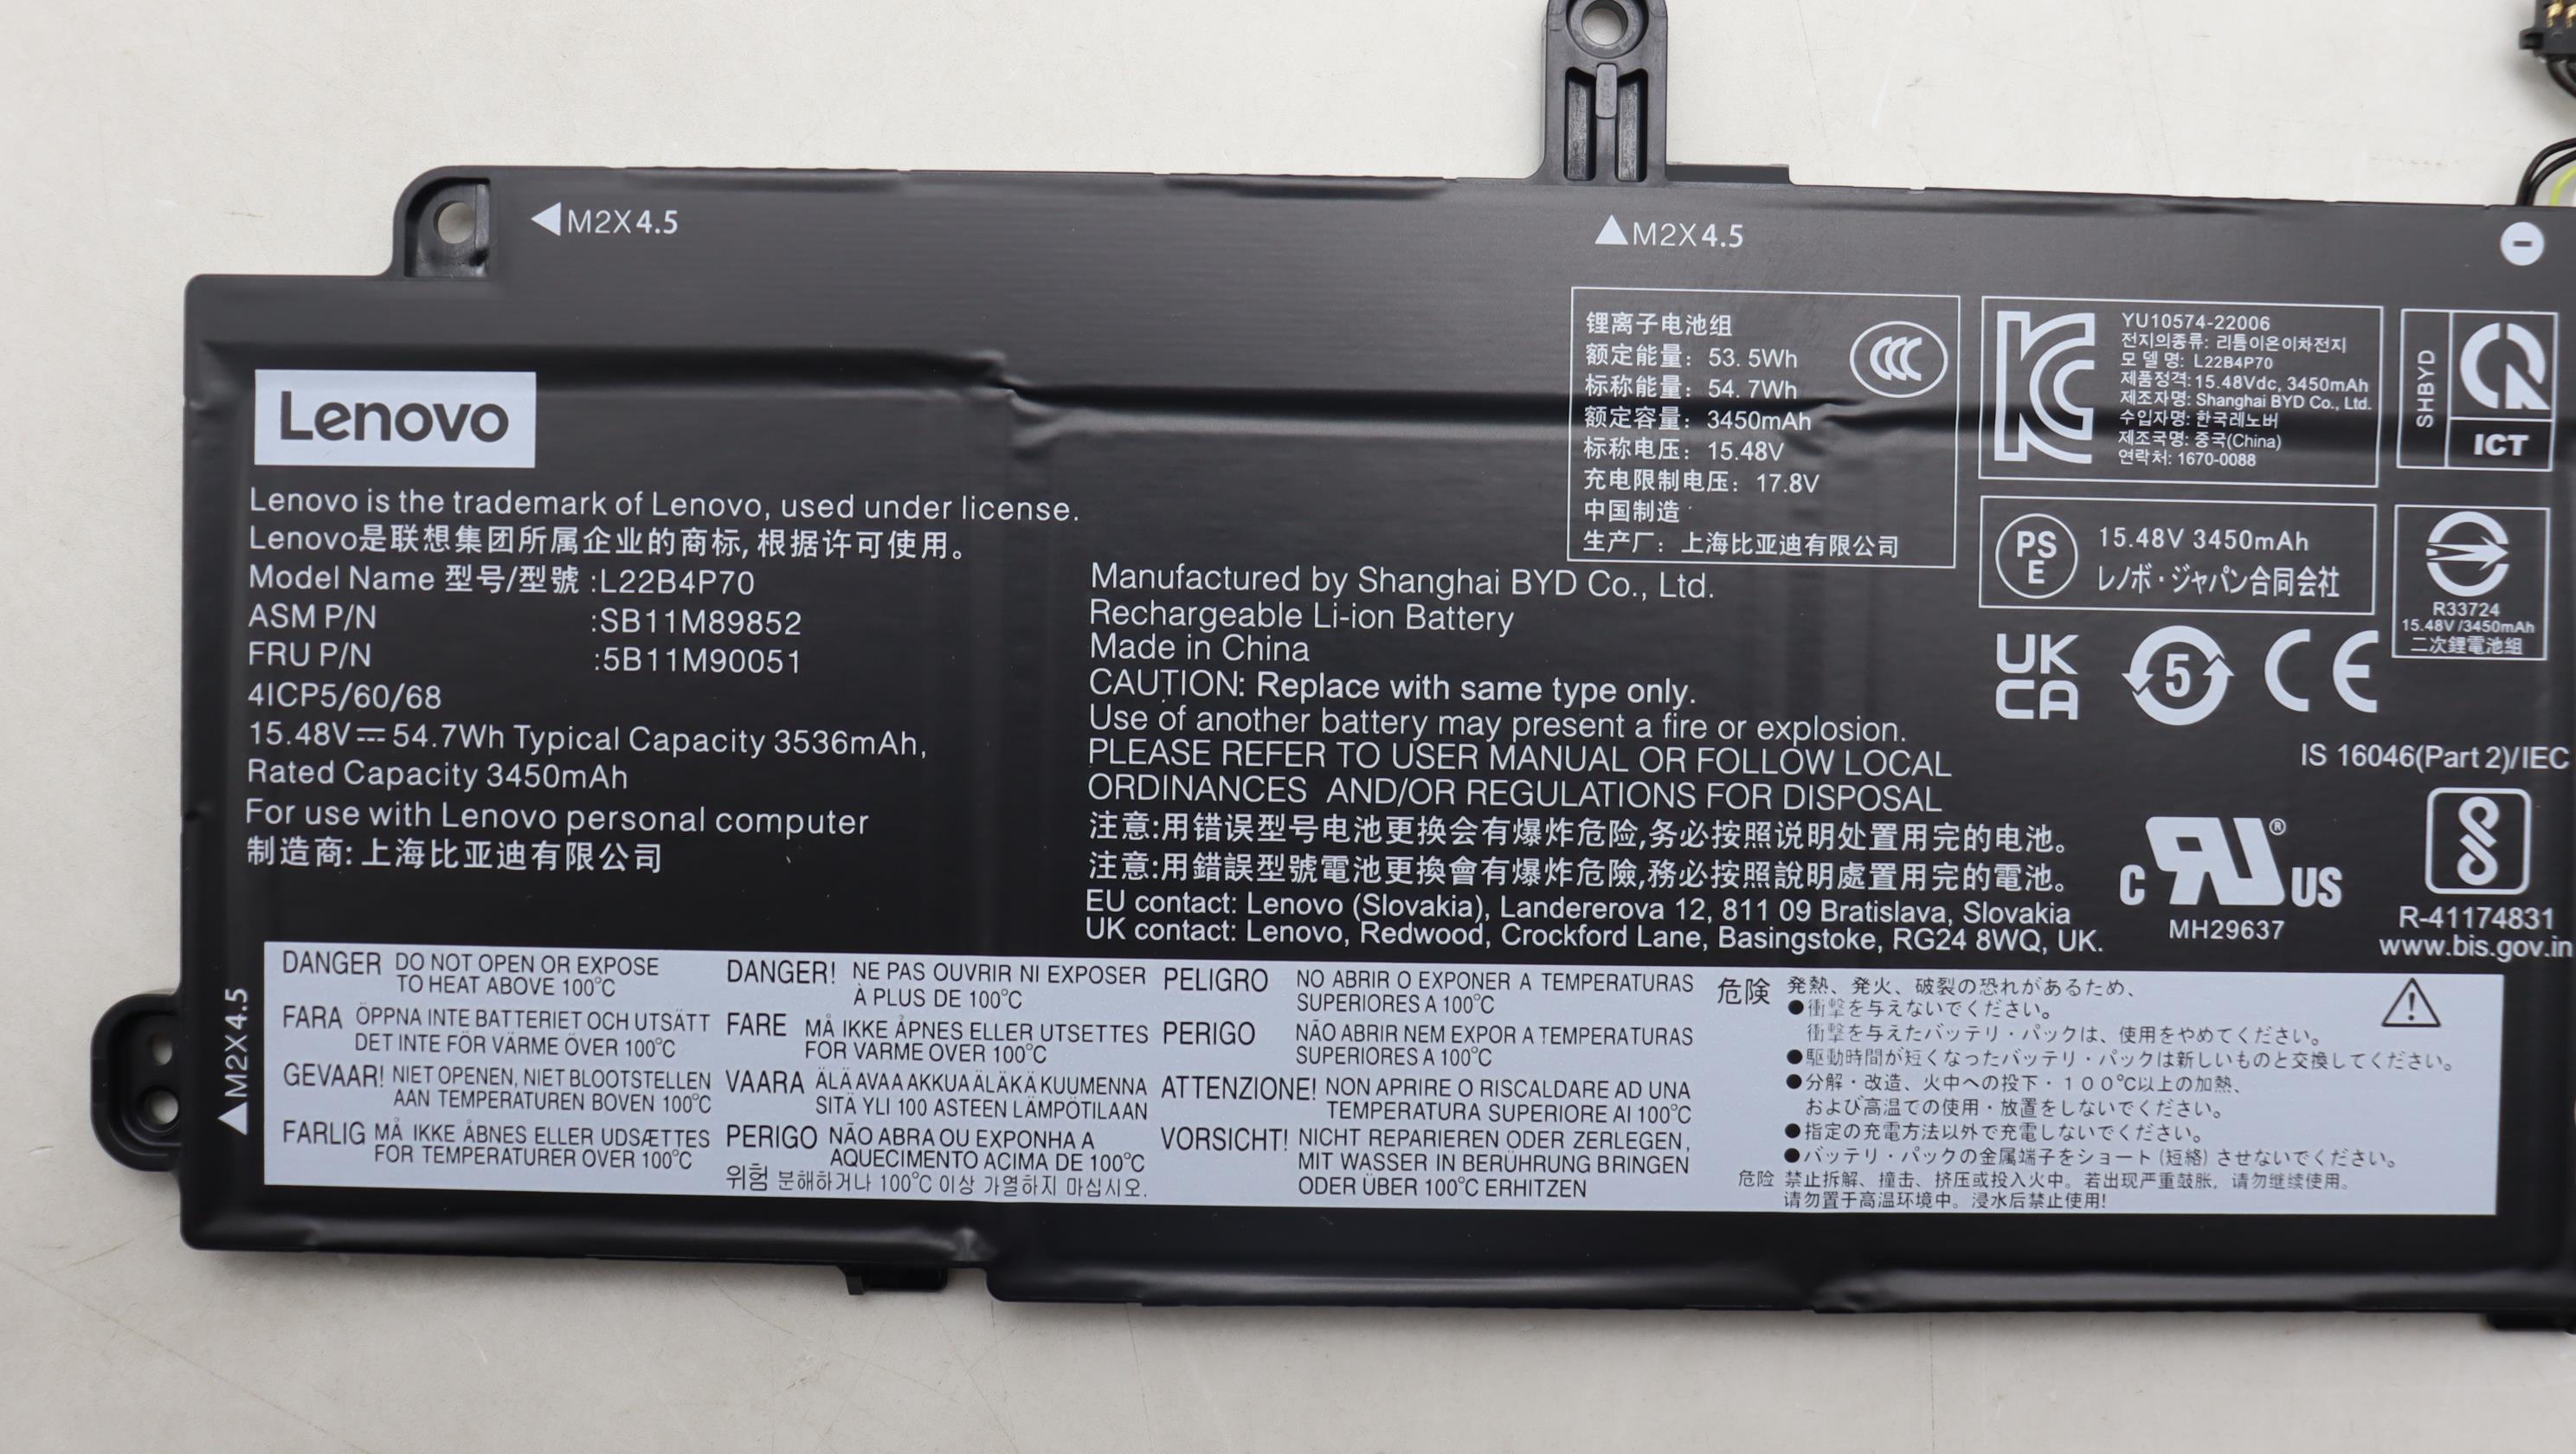 M2X4.5
M2X4.5
Lenovo
Lenovo is the trademark of Lenovo, used under license.
Lenovo是联想集团所属企业的商标,根据许可使用。
Model Name 型号/型號 :L22B4P70
ASM P/N :SB11M89852
FRU P/N :5B11M90051
4ICP5/60/68
15.48V⎓54.7Wh Typical Capacity 3536mAh,
Rated Capacity 3450mAh
For use with Lenovo personal computer
制造商: 上海比亚迪有限公司
锂离子电池组
额定能量: 53.5Wh
标称能量: 54.7Wh
额定容量: 3450mAh
标称电压: 15.48V
充电限制电压: 17.8V
中国制造
生产厂: 上海比亚迪有限公司
CCC
Manufactured by Shanghai BYD Co., Ltd.
Rechargeable Li-ion Battery
Made in China
CAUTION: Replace with same type only.
Use of another battery may present a fire or explosion.
PLEASE REFER TO USER MANUAL OR FOLLOW LOCAL
ORDINANCES AND/OR REGULATIONS FOR DISPOSAL
注意:用错误型号电池更换会有爆炸危险,务必按照说明处置用完的电池。
注意:用錯誤型號電池更換會有爆炸危險,務必按照說明處置用完的電池。
EU contact: Lenovo (Slovakia), Landererova 12, 811 09 Bratislava, Slovakia
UK contact: Lenovo, Redwood, Crockford Lane, Basingstoke, RG24 8WQ, UK.
KC
YU10574-22006
전지의종류: 리튬이온이차전지
모 델 명: L22B4P70
제품정격: 15.48Vdc, 3450mAh
제조자명: Shanghai BYD Co., Ltd.
수입자명: 한국레노버
제조국명: 중국(China)
연락처: 1670-0088
SHBYD
ICT
PS
E
15.48V 3450mAh
レノボ・ジャパン合同会社
R33724
15.48V/3450mAh
二次鋰電池組
UK
CA
5
CE
IS 16046(Part 2)/IEC
C RU® US
MH29637
R-41174831
www.bis.gov.in
M2X4.5
DANGER DO NOT OPEN OR EXPOSE
TO HEAT ABOVE 100°C
FARA ÖPPNA INTE BATTERIET OCH UTSÄTT
DET INTE FÖR VÄRME ÖVER 100°C
GEVAAR! NIET OPENEN, NIET BLOOTSTELLEN
AAN TEMPERATUREN BOVEN 100°C
FARLIG MÅ IKKE ÅBNES ELLER UDSÆTTES
FOR TEMPERATURER OVER 100°C
DANGER! NE PAS OUVRIR NI EXPOSER
À PLUS DE 100°C
FARE MÅ IKKE ÅPNES ELLER UTSETTES
FOR VARME OVER 100°C
VAARA ÄLÄ AVAA AKKUA ÄLÄKÄ KUUMENNA
SITÄ YLI 100 ASTEEN LÄMPÖTILAAN
PERIGO NÃO ABRA OU EXPONHA A
AQUECIMENTO ACIMA DE 100°C
위험 분해하거나 100°C 이상 가열하지 마십시오.
PELIGRO NO ABRIR O EXPONER A TEMPERATURAS
SUPERIORES A 100°C
PERIGO NÃO ABRIR NEM EXPOR A TEMPERATURAS
SUPERIORES A 100°C
ATTENZIONE! NON APRIRE O RISCALDARE AD UNA
TEMPERATURA SUPERIORE AI 100°C
VORSICHT! NICHT REPARIEREN ODER ZERLEGEN,
MIT WASSER IN BERÜHRUNG BRINGEN
ODER ÜBER 100°C ERHITZEN
危険 発熱、発火、破裂の恐れがあるため、
●衝撃を与えないでください。
衝撃を与えたバッテリ・パックは、使用をやめてください。
●駆動時間が短くなったバッテリ・パックは新しいものと交換してください。
●分解・改造、火中への投下・１００℃以上の加熱、
および高温での使用・放置をしないでください。
●指定の充電方法以外で充電しないでください。
●バッテリ・パックの金属端子をショート(短絡)させないでください。
危险 禁止拆解、撞击、挤压或投入火中。若出现严重鼓胀，请勿继续使用。
请勿置于高温环境中。浸水后禁止使用!